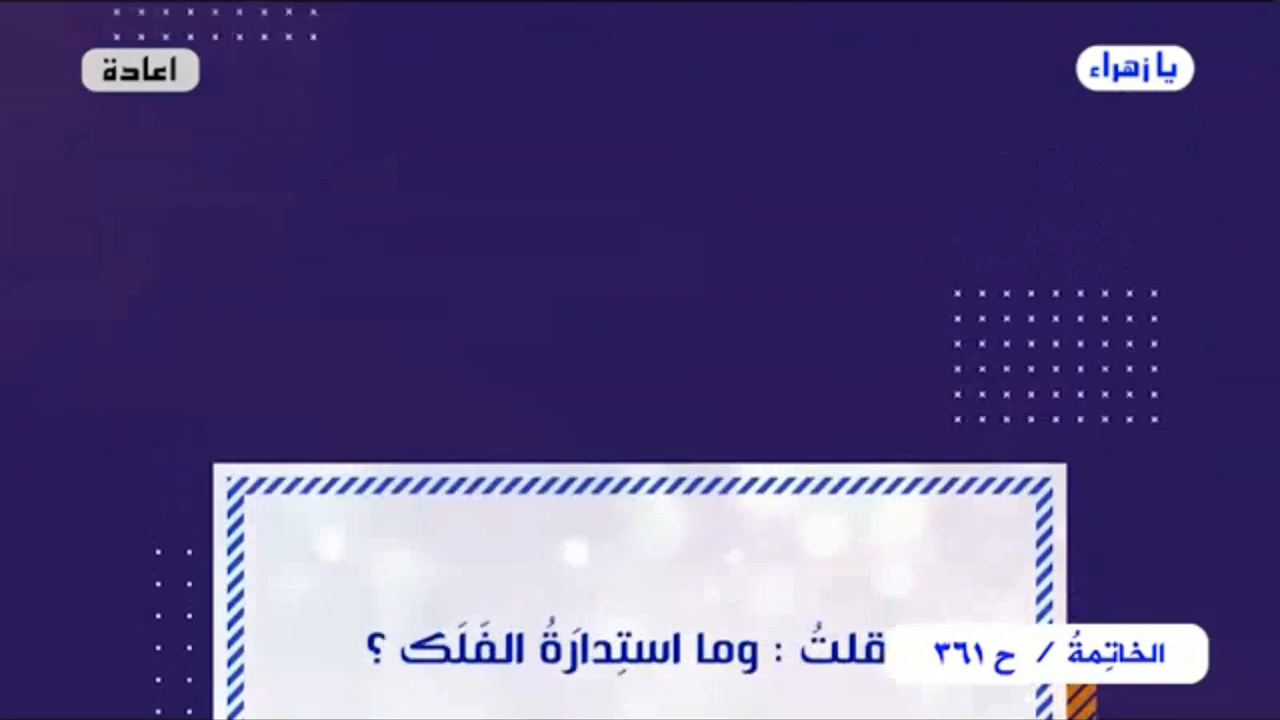 يا زهراء
اعادة
قلتُ : وما استِدارَةُ الفَلَک ؟
الخاتِمةُ / ح ٣٦١